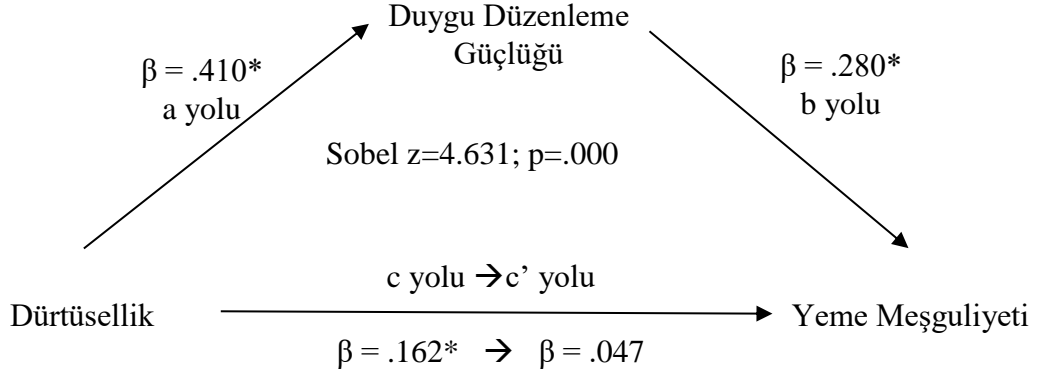 Duygu Düzenleme
Güçlüğü
β = .410*
a yolu
β = .280*
b yolu
Sobel z=4.631; p=.000
c yolu →c’ yolu
Dürtüsellik
Yeme Meşguliyeti
β = .162* → β = .047